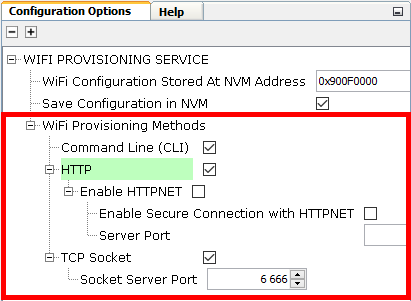 Configuration Options Help
WIFI PROVISIONING SERVICE
WiFi Configuration Stored At NVM Address 0x900F0000
Save Configuration in NVM
WiFi Provisioning Methods
Command Line (CLI)
HTTP
Enable HTTPNET
Enable Secure Connection with HTTPNET
Server Port
TCP Socket
Socket Server Port 6 666